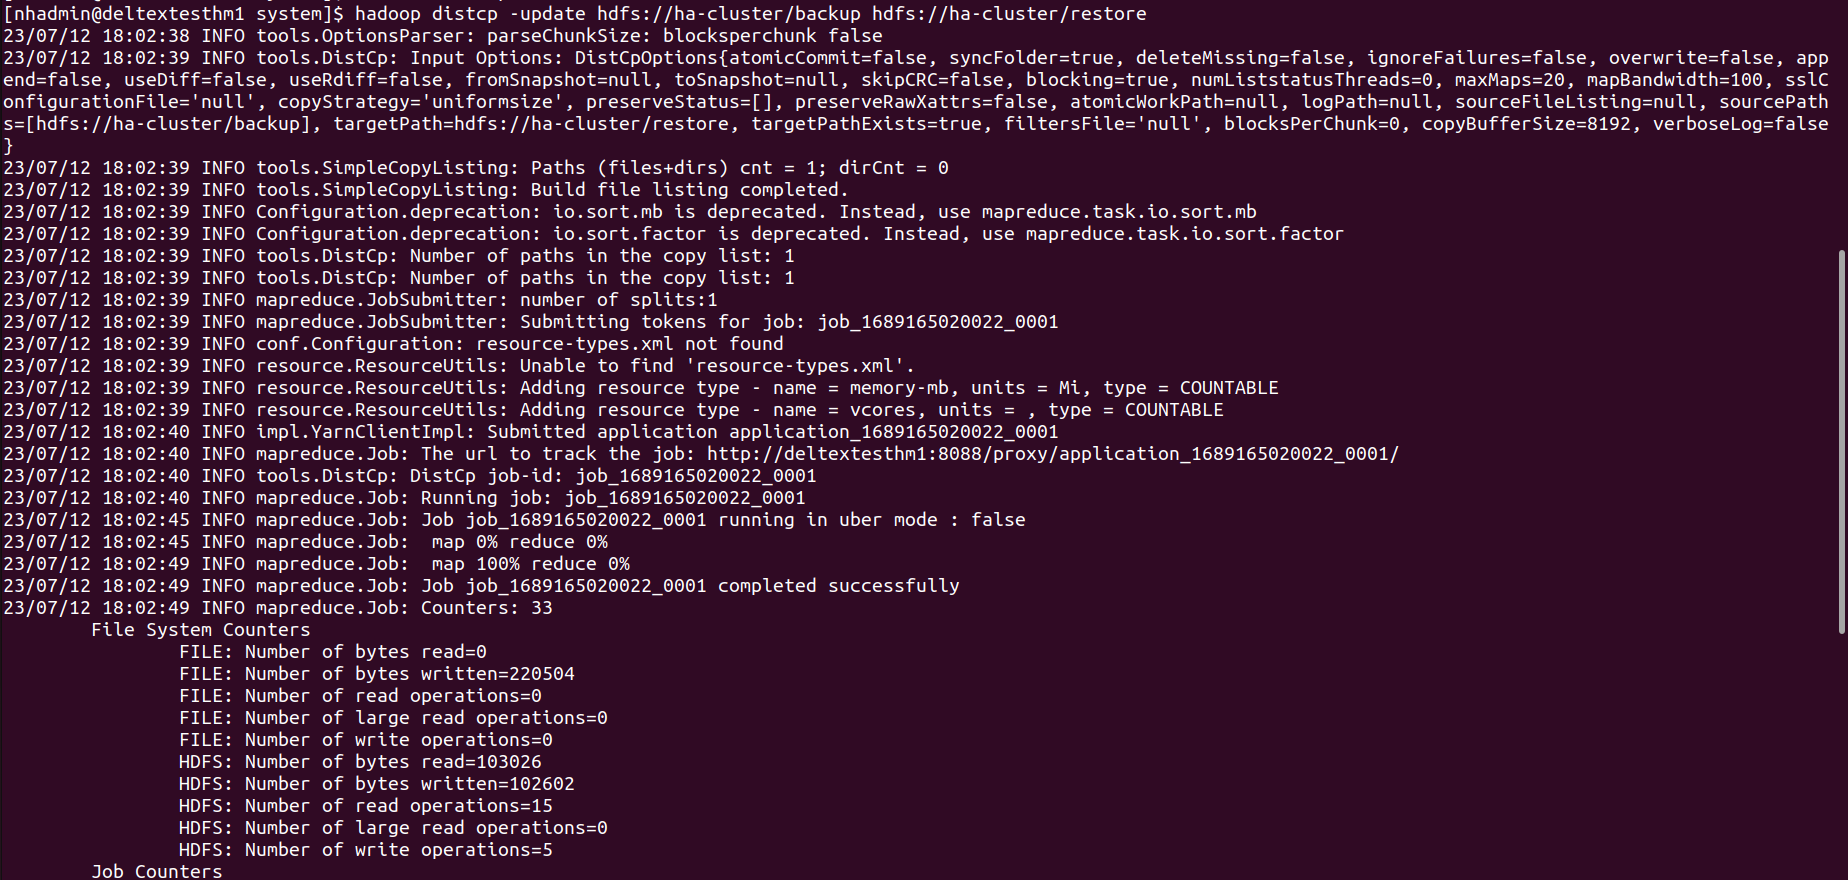 [nhadmin@deltextesthm1 system]$ hadoop distcp -update hdfs://ha-cluster/backup hdfs://ha-cluster/restore
23/07/12 18:02:38 INFO tools.OptionsParser: parseChunkSize: blocksperchunk false
23/07/12 18:02:39 INFO tools.DistCp: Input Options: DistCpOptions{atomicCommit=false, syncFolder=true, deleteMissing=false, ignoreFailures=false, overwrite=false, app
end=false, useDiff=false, useRdiff=false, fromSnapshot=null, toSnapshot=null, skipCRC=false, blocking=true, numListstatusThreads=0, maxMaps=20, mapBandwidth=100, sslC
onfigurationFile='null', copyStrategy='uniformsize', preserveStatus=[], preserveRawXattrs=false, atomicWorkPath=null, logPath=null, sourceFileListing=null, sourcePath
s=[hdfs://ha-cluster/backup], targetPath=hdfs://ha-cluster/restore, targetPathExists=true, filtersFile='null', blocksPerChunk=0, copyBufferSize=8192, verboseLog=false
}
23/07/12 18:02:39 INFO tools.SimpleCopyListing: Paths (files+dirs) cnt = 1; dirCnt = 0
23/07/12 18:02:39 INFO tools.SimpleCopyListing: Build file listing completed.
23/07/12 18:02:39 INFO Configuration.deprecation: io.sort.mb is deprecated. Instead, use mapreduce.task.io.sort.mb
23/07/12 18:02:39 INFO Configuration.deprecation: io.sort.factor is deprecated. Instead, use mapreduce.task.io.sort.factor
23/07/12 18:02:39 INFO tools.DistCp: Number of paths in the copy list: 1
23/07/12 18:02:39 INFO tools.DistCp: Number of paths in the copy list: 1
23/07/12 18:02:39 INFO mapreduce.JobSubmitter: number of splits:1
23/07/12 18:02:39 INFO mapreduce.JobSubmitter: Submitting tokens for job: job_1689165020022_0001
23/07/12 18:02:39 INFO conf.Configuration: resource-types.xml not found
23/07/12 18:02:39 INFO resource.ResourceUtils: Unable to find 'resource-types.xml'.
23/07/12 18:02:39 INFO resource.ResourceUtils: Adding resource type - name = memory-mb, units = Mi, type = COUNTABLE
23/07/12 18:02:39 INFO resource.ResourceUtils: Adding resource type - name = vcores, units = , type = COUNTABLE
23/07/12 18:02:40 INFO impl.YarnClientImpl: Submitted application application_1689165020022_0001
23/07/12 18:02:40 INFO mapreduce.Job: The url to track the job: http://deltextesthm1:8088/proxy/application_1689165020022_0001/
23/07/12 18:02:40 INFO tools.DistCp: DistCp job-id: job_1689165020022_0001
23/07/12 18:02:40 INFO mapreduce.Job: Running job: job_1689165020022_0001
23/07/12 18:02:45 INFO mapreduce.Job: Job job_1689165020022_0001 running in uber mode : false
23/07/12 18:02:45 INFO mapreduce.Job:  map 0% reduce 0%
23/07/12 18:02:49 INFO mapreduce.Job:  map 100% reduce 0%
23/07/12 18:02:49 INFO mapreduce.Job: Job job_1689165020022_0001 completed successfully
23/07/12 18:02:49 INFO mapreduce.Job: Counters: 33
File System Counters
FILE: Number of bytes read=0
FILE: Number of bytes written=220504
FILE: Number of read operations=0
FILE: Number of large read operations=0
FILE: Number of write operations=0
HDFS: Number of bytes read=103026
HDFS: Number of bytes written=102602
HDFS: Number of read operations=15
HDFS: Number of large read operations=0
HDFS: Number of write operations=5
Job Counters